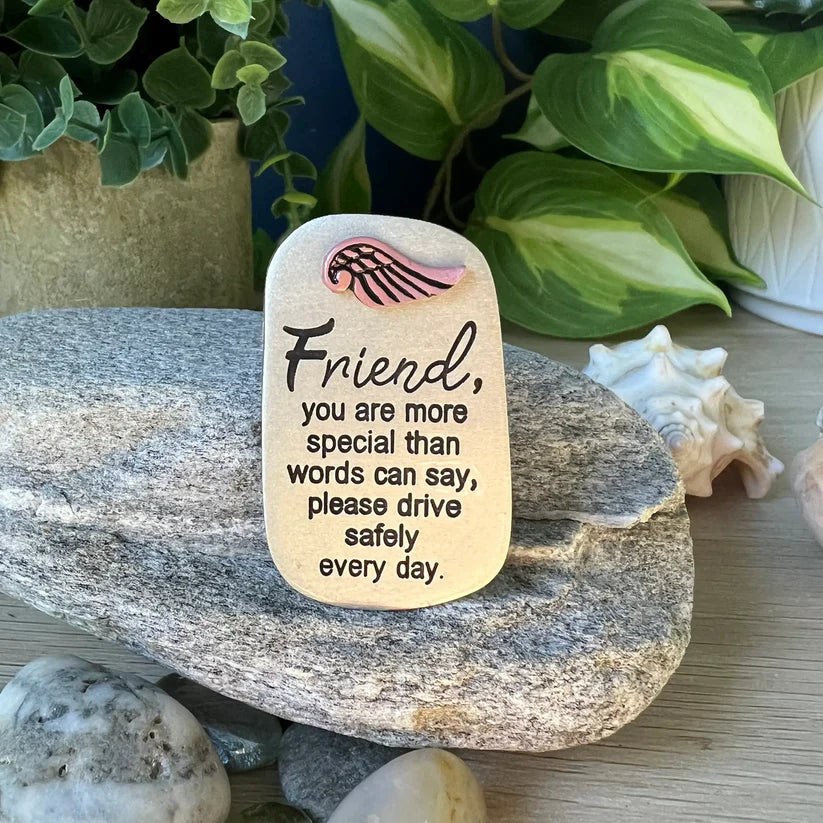 Friend,
you are more
special than
words can say,
please drive
safely
every day.